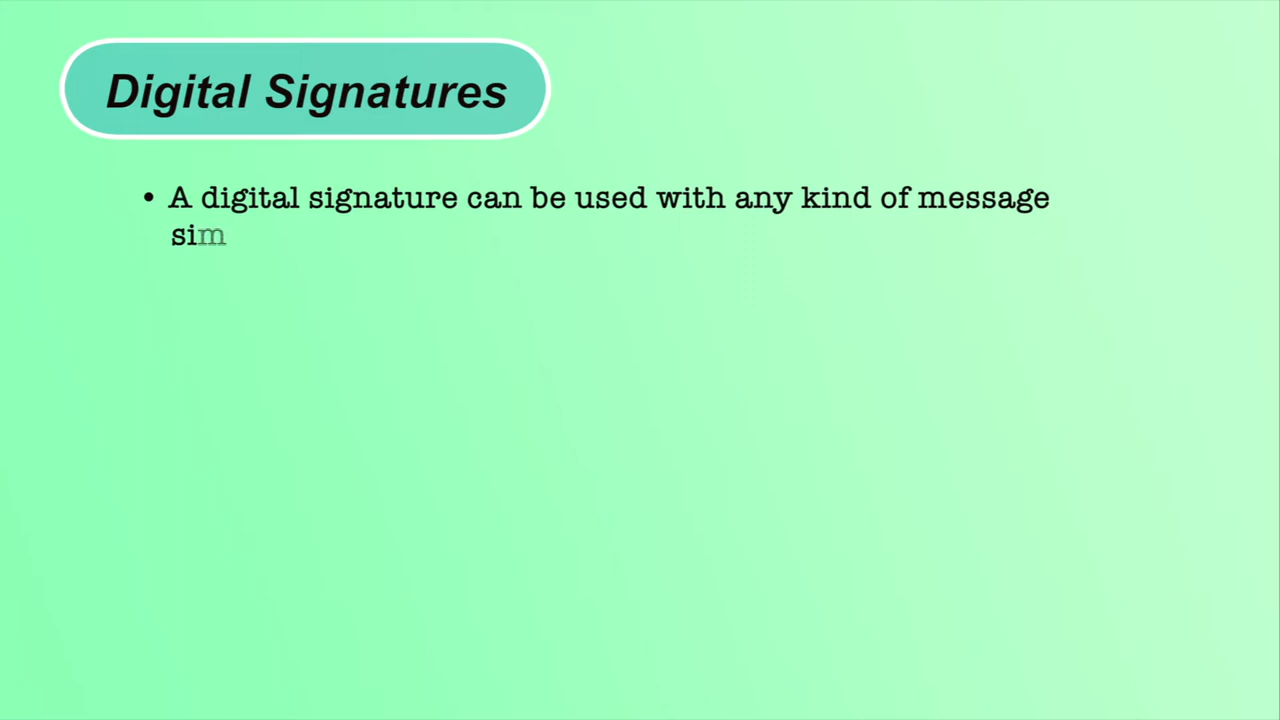 Digital Signatures
• A digital signature can be used with any kind of message
sim